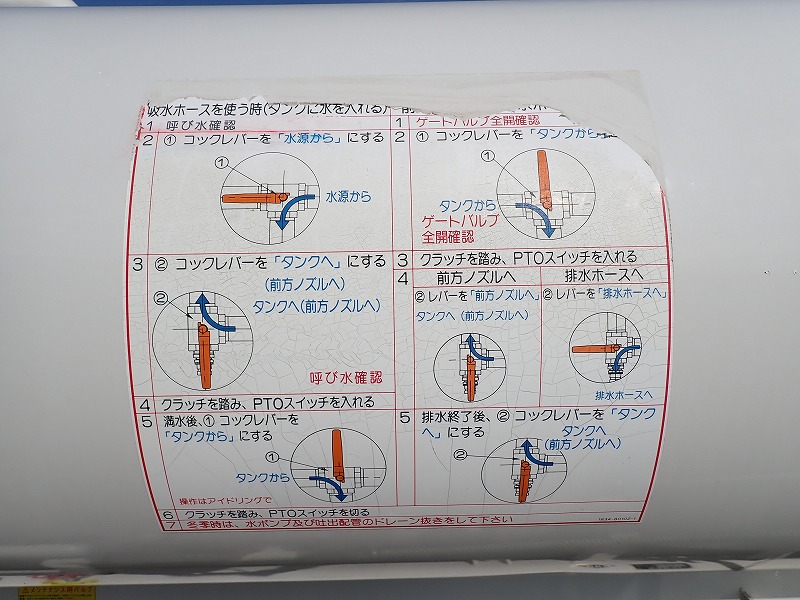 吸水ホースを使う時(タンクに水を入れる)
1 呼び水確認
2 ① コックレバーを「水源から」にする
①
水源から
3 ② コックレバーを「タンクへ」にする
(前方ノズルへ)
②
タンクへ(前方ノズルへ)
呼び水確認
4 クラッチを踏み、PTOスイッチを入れる
5 満水後、① コックレバーを
「タンクから」にする
①
タンクから
操作はアイドリングで
6 クラッチを踏み、PTOスイッチを切る
7 冬季時は、水ポンプ及び吐出配管のドレーン抜きをして下さい
前
1 ゲートバルブ全開確認
2 ① コックレバーを「タンクから
①
タンクから
ゲートバルブ
全開確認
3 クラッチを踏み、PTOスイッチを入れる
4 前方ノズルへ
② レバーを「前方ノズルへ」
タンクへ(前方ノズルへ)
排水ホースへ
② レバーを「排水ホースへ」
排水ホースへ
5 排水終了後、② コックレバーを「タンク
へ」にする
タンクへ
(前方ノズルへ)
②